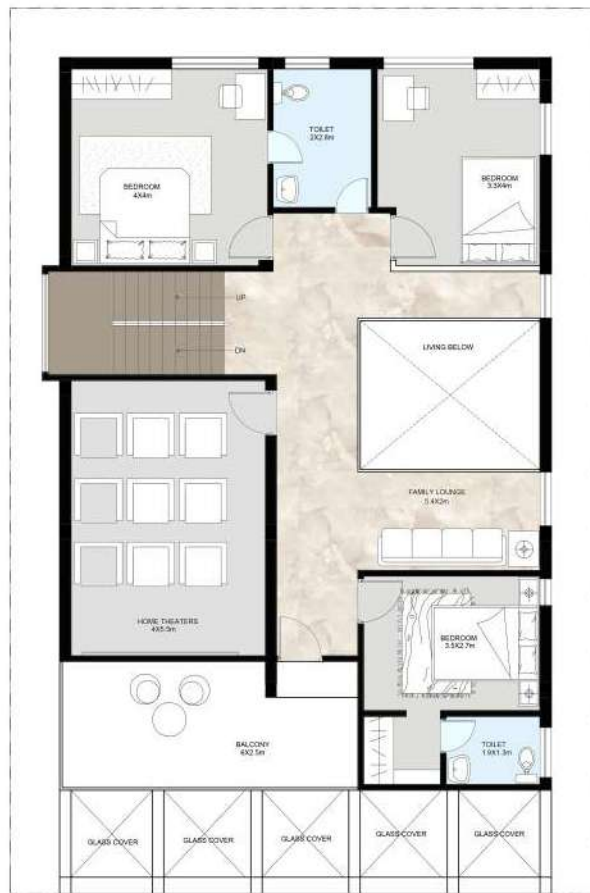 TOILET
2X2.8m
BEDROOM
4X4m
BEDROOM
3.3X4m
UP
DN
LIVING BELOW
FAMILY LOUNGE
5.4X2m
HOME THEATERS
4X5.3m
BEDROOM
3.5X2.7m
BALCONY
6X2.5m
TOILET
1.9X1.3m
GLASS COVER
GLASS COVER
GLASS COVER
GLASS COVER
GLASS COVER